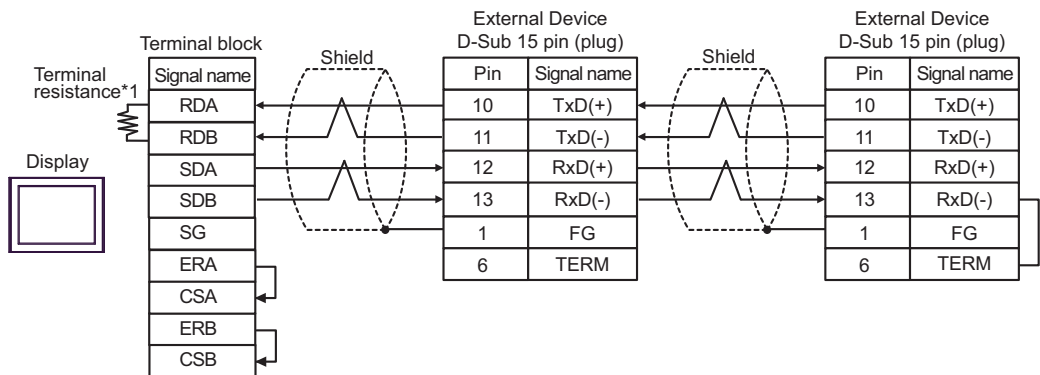 External Device
D-Sub 15 pin (plug)
External Device
D-Sub 15 pin (plug)
Terminal block
Shield
Shield
Terminal
resistance*1
Signal name
Pin Signal name
Pin Signal name
RDA
10 TxD(+)
10 TxD(+)
RDB
11 TxD(-)
11 TxD(-)
Display
SDA
12 RxD(+)
12 RxD(+)
SDB
13 RxD(-)
13 RxD(-)
SG
1 FG
1 FG
ERA
6 TERM
6 TERM
CSA
ERB
CSB